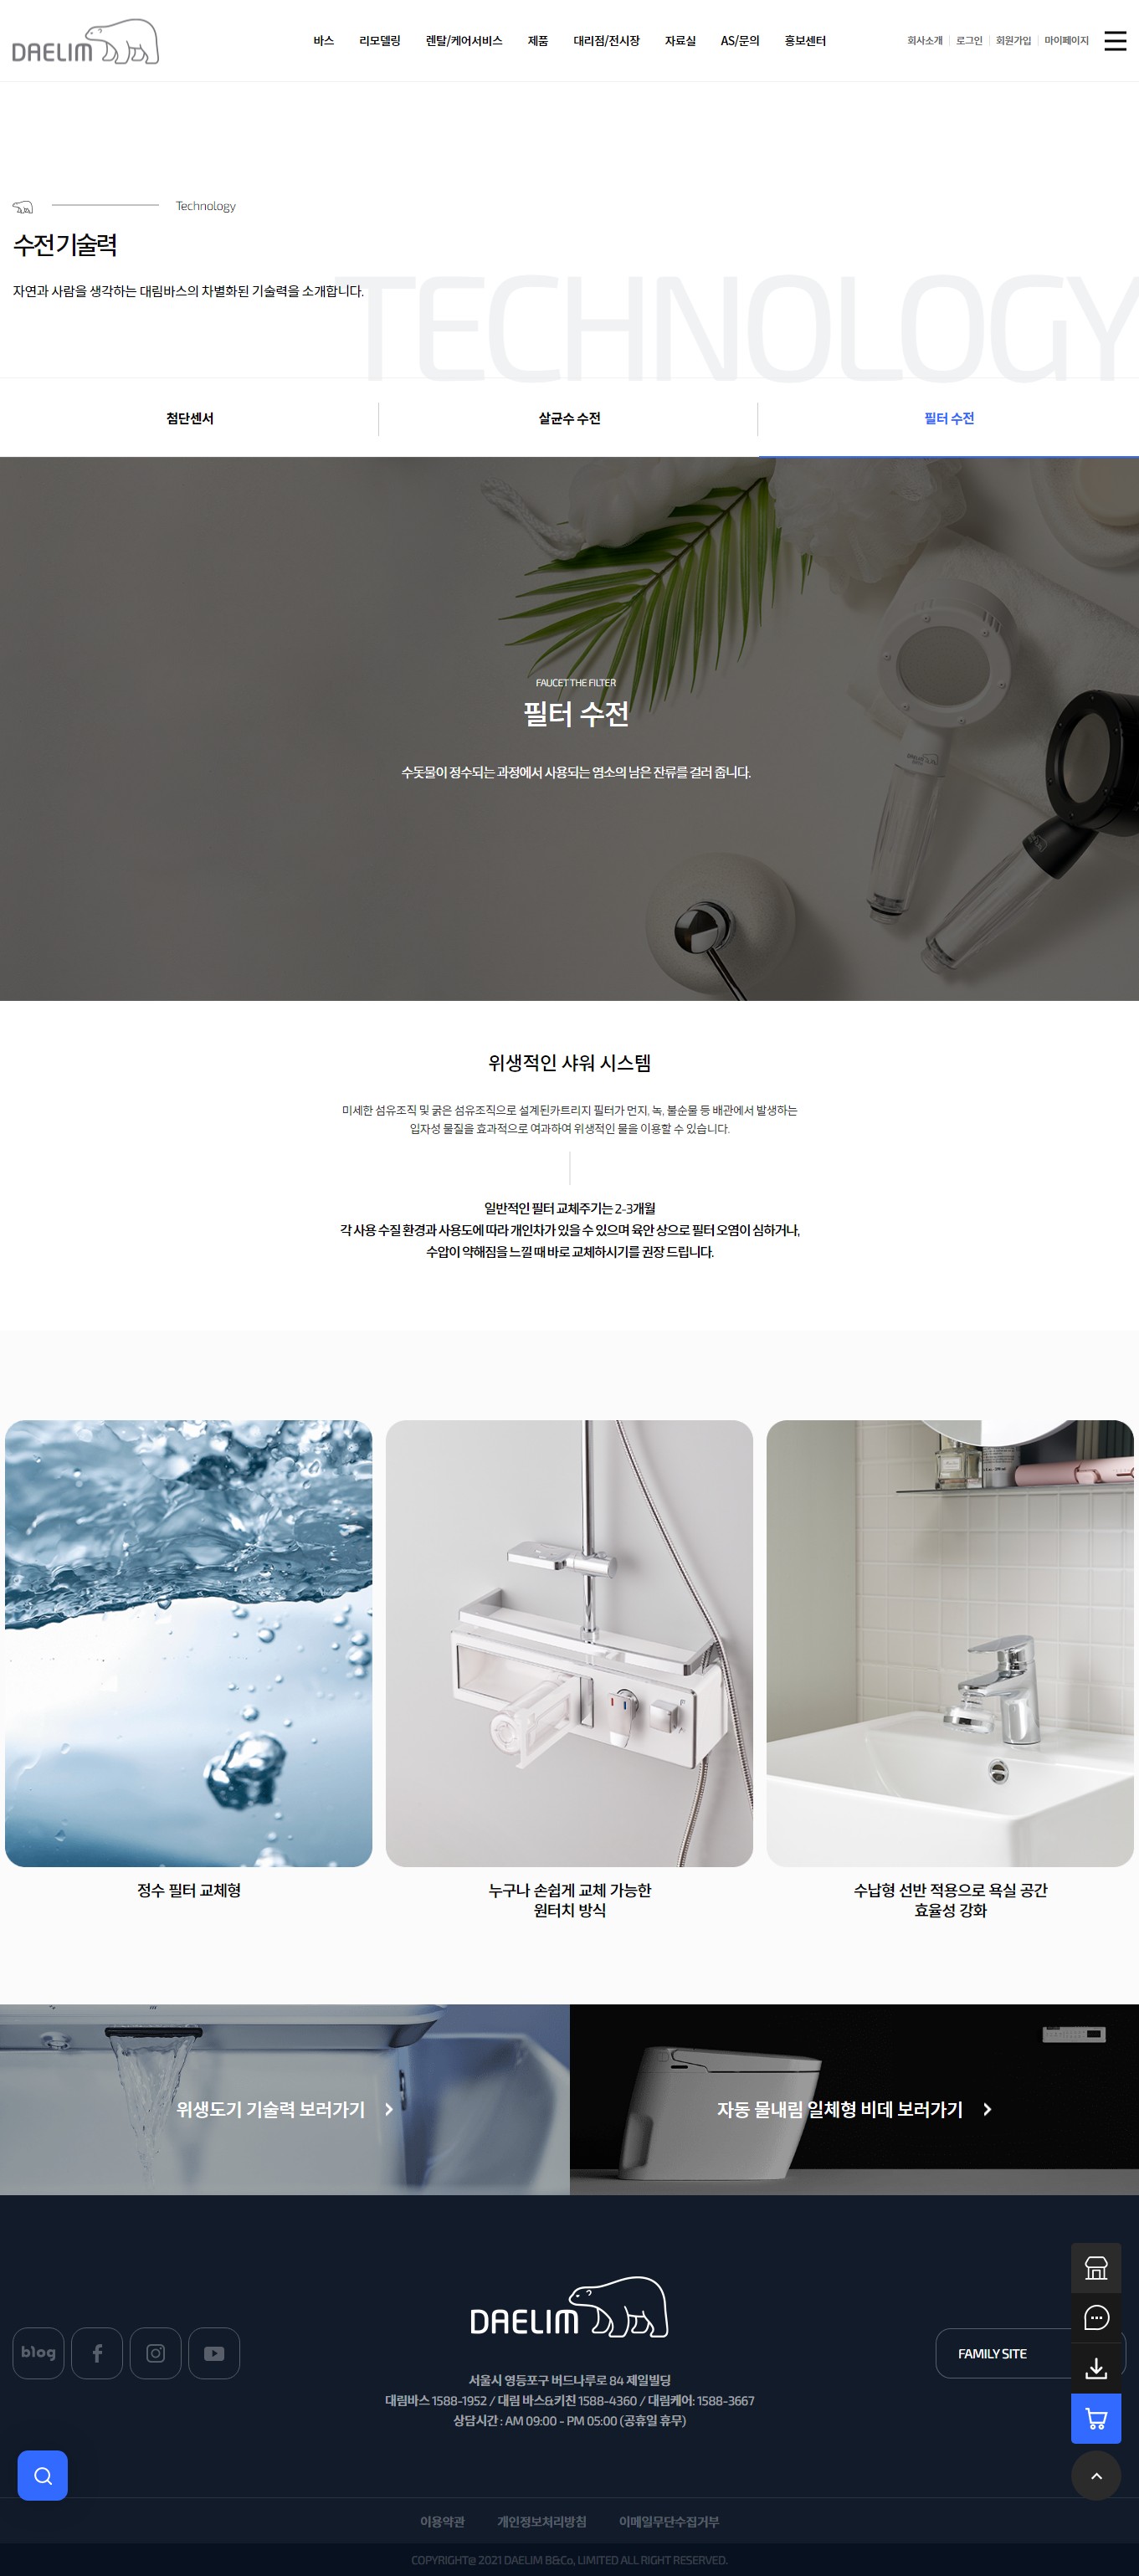 DAELIM
바스 리모델링 렌탈/케어서비스 제품 대리점/전시장 자료실 AS/문의 홍보센터
회사소개 로그인 회원가입 마이페이지
Technology
수전 기술력
자연과 사람을 생각하는 대림바스의 차별화된 기술력을 소개합니다.
TECHNOLOGY
첨단센서 살균수 수전 필터 수전
FAUCET THE FILTER
필터 수전
수돗물이 정수되는 과정에서 사용되는 염소의 남은 잔류를 걸러 줍니다.
위생적인 샤워 시스템
미세한 섬유조직 및 굵은 섬유조직으로 설계된카트리지 필터가 먼지, 녹, 불순물 등 배관에서 발생하는
입자성 물질을 효과적으로 여과하여 위생적인 물을 이용할 수 있습니다.
일반적인 필터 교체주기는 2-3개월
각 사용 수질 환경과 사용도에 따라 개인차가 있을 수 있으며 육안 상으로 필터 오염이 심하거나,
수압이 약해짐을 느낄 때 바로 교체하시기를 권장 드립니다.
정수 필터 교체형
누구나 손쉽게 교체 가능한
원터치 방식
수납형 선반 적용으로 욕실 공간
효율성 강화
위생도기 기술력 보러가기
자동 물내림 일체형 비데 보러가기
blog
DAELIM
FAMILY SITE
서울시 영등포구 버드나루로 84 제일빌딩
대림바스 1588-1952 / 대림 바스&키친 1588-4360 / 대림케어: 1588-3667
상담시간 : AM 09:00 - PM 05:00 (공휴일 휴무)
이용약관 개인정보처리방침 이메일무단수집거부
COPYRIGHT@ 2021 DAELIM B&Co, LIMITED ALL RIGHT RESERVED.